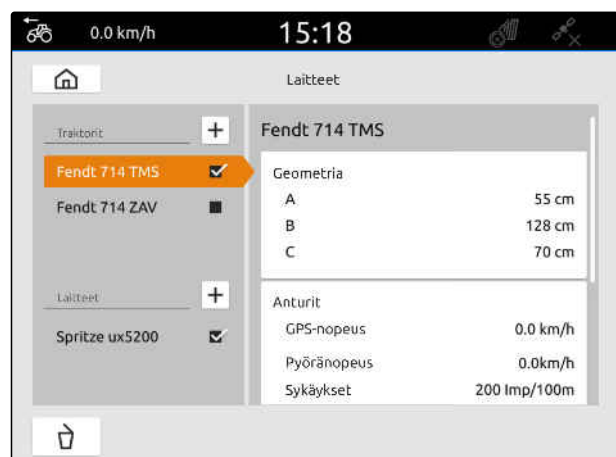 0.0 km/h
15:18
Laitteet
Traktorit
Fendt 714 TMS
Fendt 714 ZAV
Laitteet
Spritze ux5200
Fendt 714 TMS
Geometria
A 55 cm
B 128 cm
C 70 cm
Anturit
GPS-nopeus 0.0 km/h
Pyöränopeus 0.0km/h
Sykäykset 200 Imp/100m